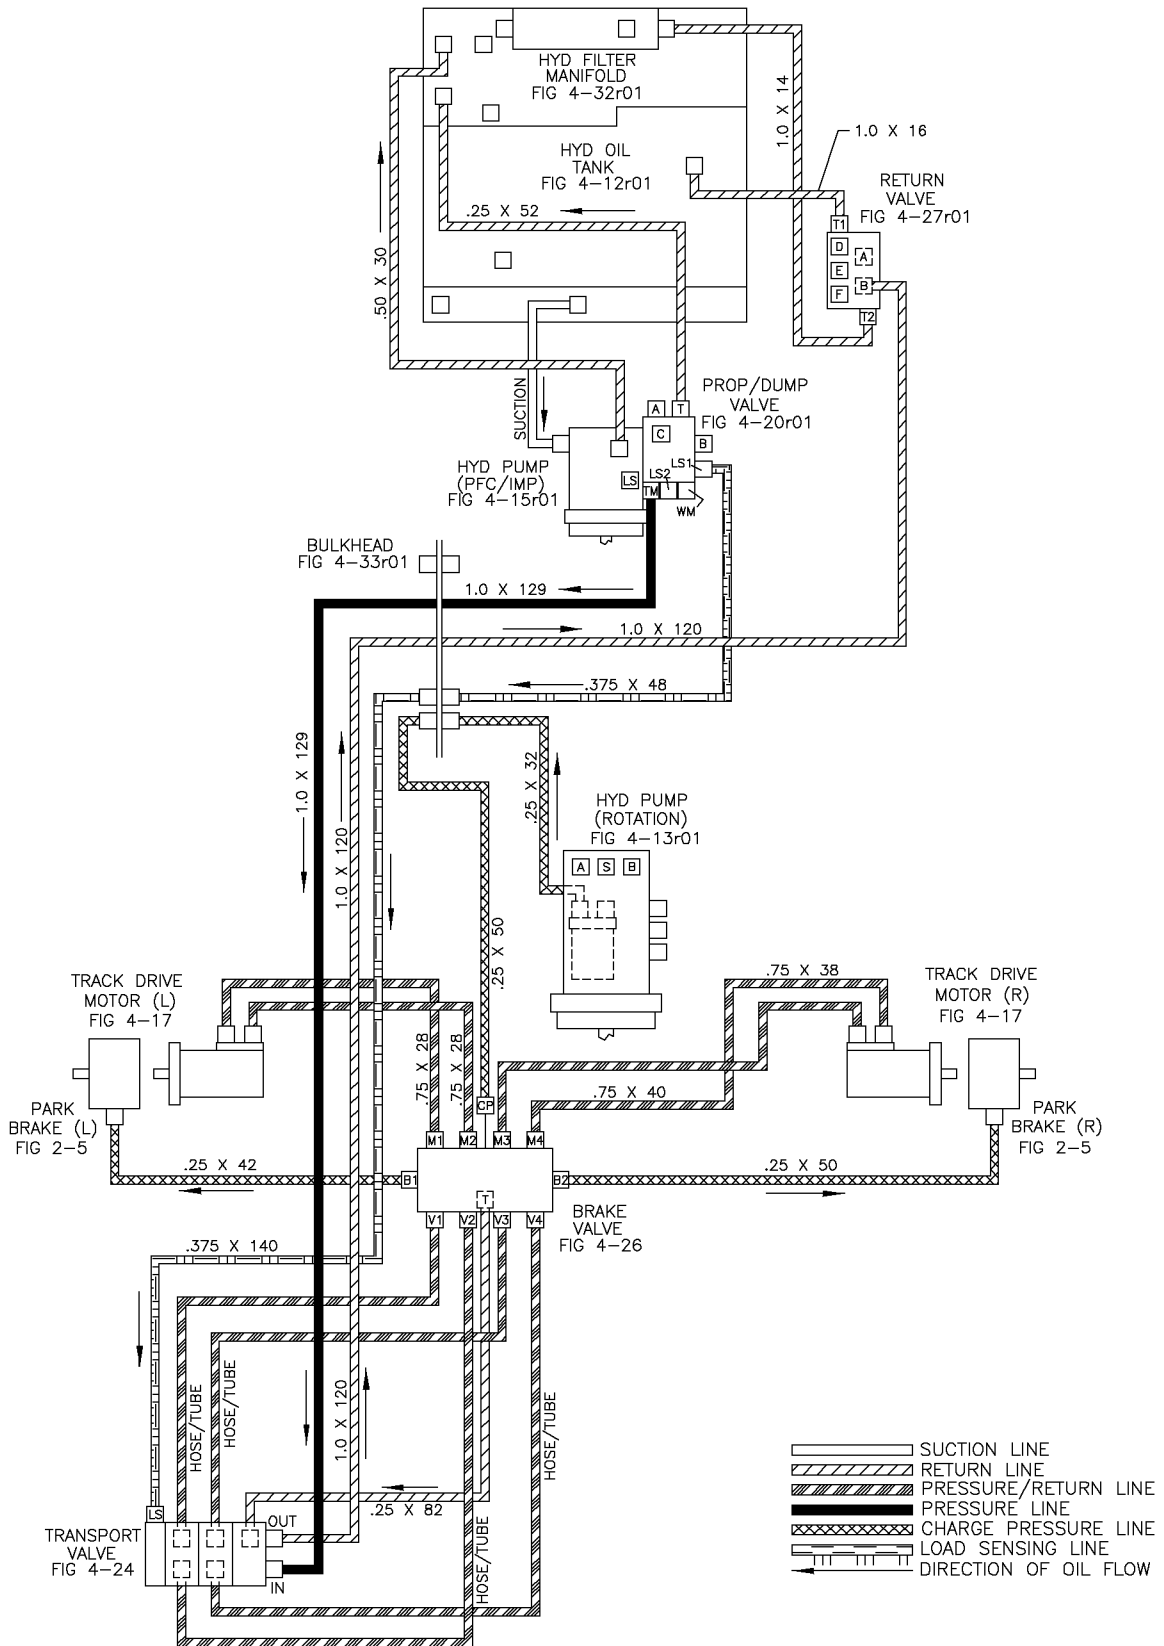 HYD FILTER
MANIFOLD
FIG 4-32r01
1.0 X 14
1.0 X 16
HYD OIL
TANK
FIG 4-12r01
RETURN
VALVE
FIG 4-27r01
.25 X 52
T1
D
A
E
B
F
T2
.50 X 30
SUCTION
PROP/DUMP
VALVE
FIG 4-20r01
A
T
C
B
LS1
LS2
LS
TM
WM
HYD PUMP
(PFC/IMP)
FIG 4-15r01
BULKHEAD
FIG 4-33r01
1.0 X 129
1.0 X 120
.375 X 48
1.0 X 129
1.0 X 120
.25 X 32
HYD PUMP
(ROTATION)
FIG 4-13r01
A
S
B
.25 X 50
TRACK DRIVE
MOTOR (L)
FIG 4-17
.75 X 38
TRACK DRIVE
MOTOR (R)
FIG 4-17
.75 X 28
.75 X 28
.75 X 40
CP
PARK
BRAKE (L)
FIG 2-5
PARK
BRAKE (R)
FIG 2-5
M1
M2
M3
M4
.25 X 42
B1
B2
.25 X 50
T
V1
V2
V3
V4
BRAKE
VALVE
FIG 4-26
.375 X 140
HOSE/TUBE
HOSE/TUBE
1.0 X 120
HOSE/TUBE
.25 X 82
HOSE/TUBE
LS
OUT
IN
TRANSPORT
VALVE
FIG 4-24
SUCTION LINE
RETURN LINE
PRESSURE/RETURN LINE
PRESSURE LINE
CHARGE PRESSURE LINE
LOAD SENSING LINE
DIRECTION OF OIL FLOW